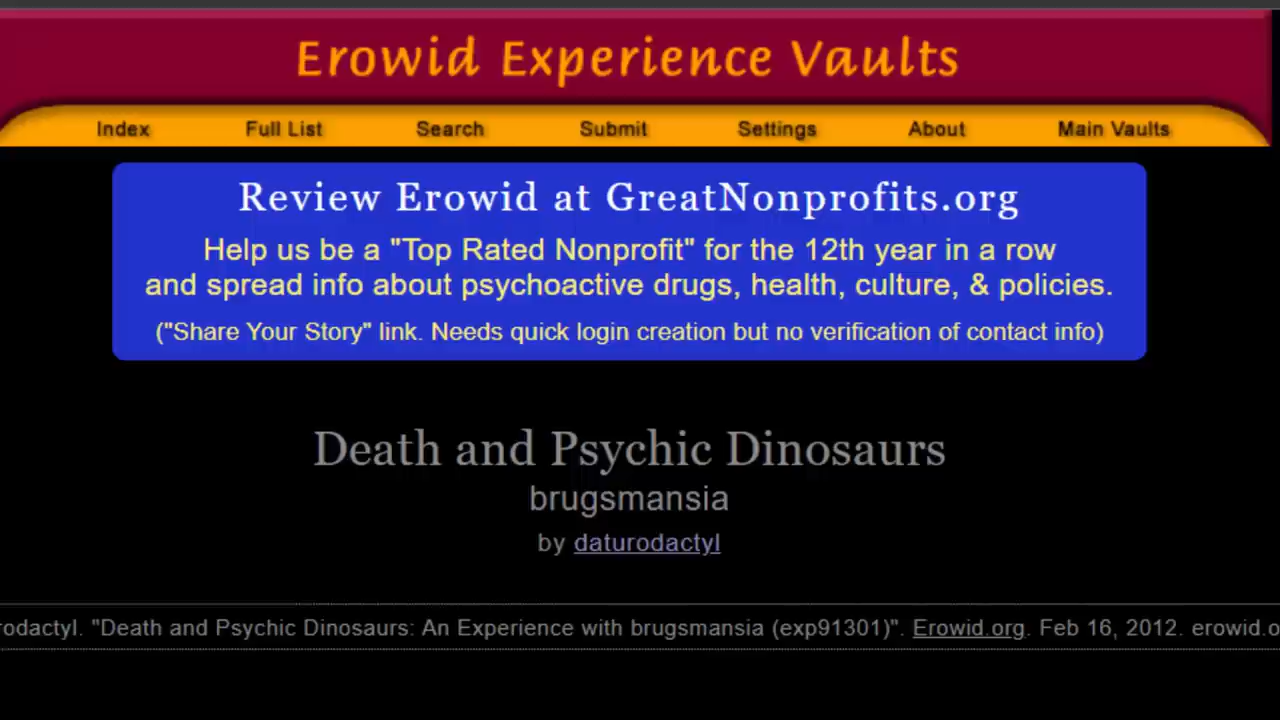 Erowid Experience Vaults
Index Full List Search Submit Settings About Main Vaults
Review Erowid at GreatNonprofits.org
Help us be a "Top Rated Nonprofit" for the 12th year in a row
and spread info about psychoactive drugs, health, culture, & policies.
("Share Your Story" link. Needs quick login creation but no verification of contact info)
Death and Psychic Dinosaurs
brugsmansia
by daturodactyl
rodactyl. "Death and Psychic Dinosaurs: An Experience with brugsmansia (exp91301)". Erowid.org. Feb 16, 2012. erowid.o